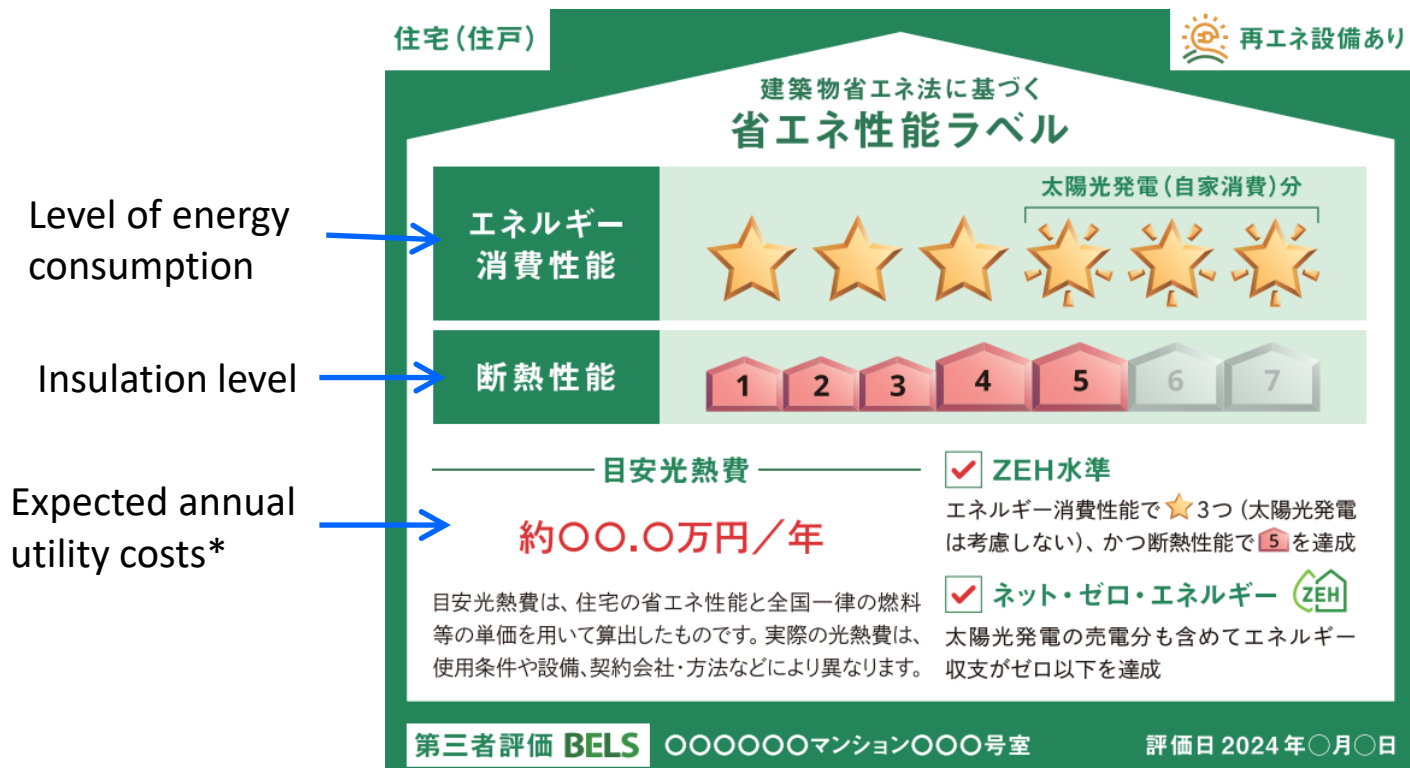 住宅(住戸)
再エネ設備あり
建築物省エネ法に基づく
省エネ性能ラベル
Level of energy
consumption
エネルギー
消費性能
太陽光発電(自家消費)分
Insulation level
断熱性能
1 2 3 4 5 6 7
Expected annual
utility costs*
目安光熱費
約〇〇.〇万円/年
目安光熱費は、住宅の省エネ性能と全国一律の燃料
等の単価を用いて算出したものです。実際の光熱費は、
使用条件や設備、契約会社・方法などにより異なります。
ZEH水準
エネルギー消費性能で⭐3つ(太陽光発電
は考慮しない)、かつ断熱性能で5を達成
ネット・ゼロ・エネルギー ZEH
太陽光発電の売電分も含めてエネルギー
収支がゼロ以下を達成
第三者評価 BELS 〇〇〇〇〇〇マンション〇〇〇号室 評価日2024年〇月〇日